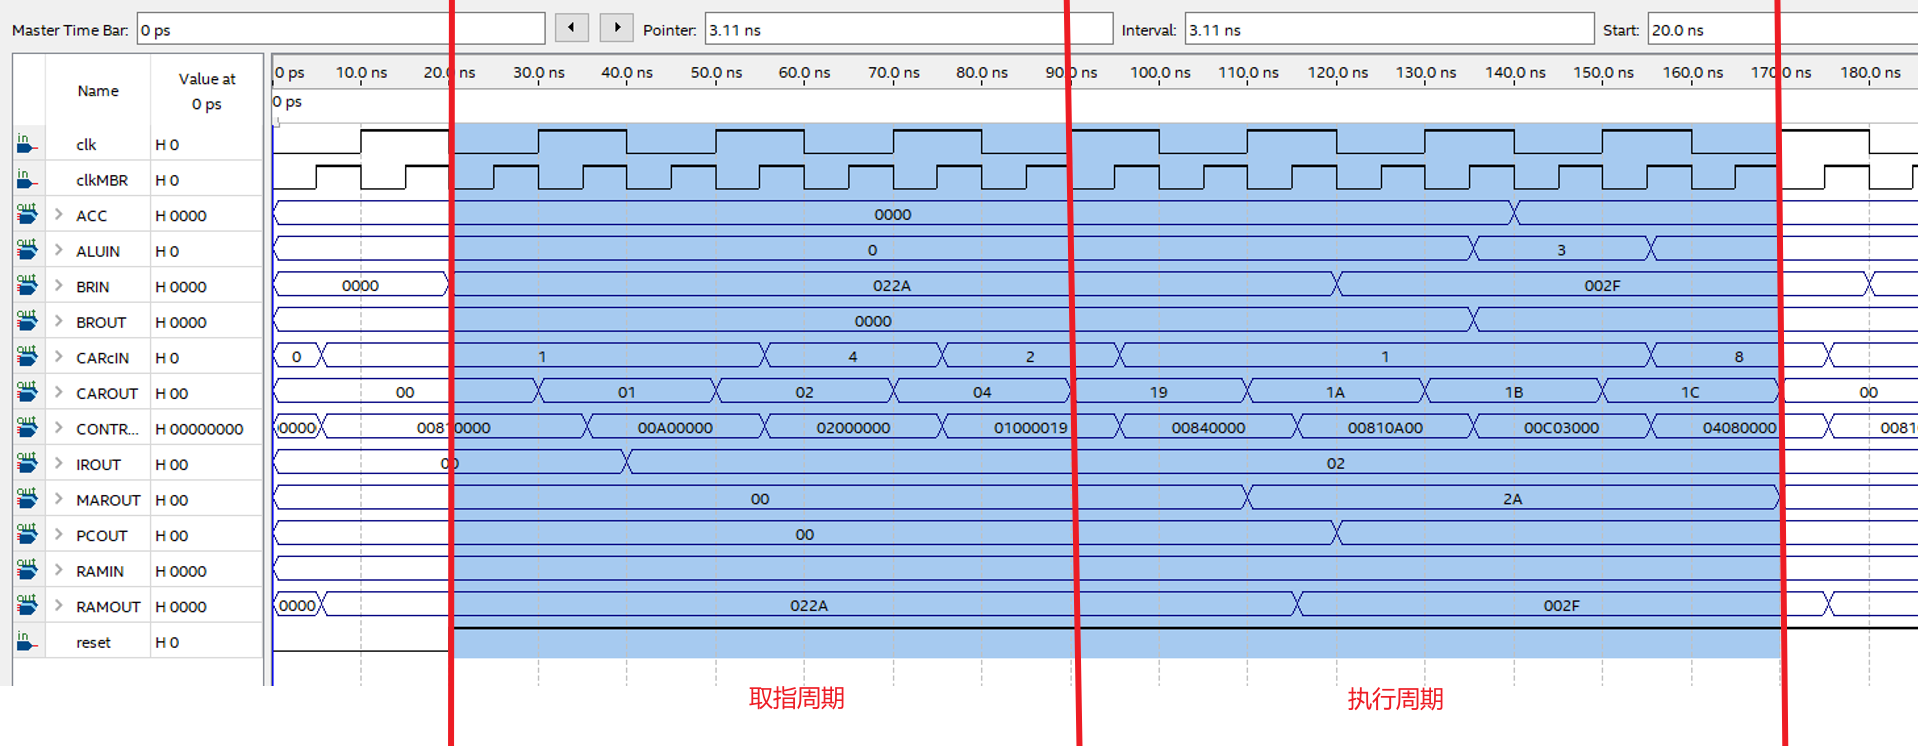 Master Time Bar: 0 ps Pointer: 3.11 ns Interval: 3.11 ns Start: 20.0 ns
Name Value at 0 ps
0 ps 10.0 ns 20.0 ns 30.0 ns 40.0 ns 50.0 ns 60.0 ns 70.0 ns 80.0 ns 90.0 ns 100.0 ns 110.0 ns 120.0 ns 130.0 ns 140.0 ns 150.0 ns 160.0 ns 170.0 ns 180.0 ns
0 ps
in clk H 0
in clkMBR H 0
out ACC H 0000 0000
out ALUIN H 0 0 3
out BRIN H 0000 0000 022A 002F
out BROUT H 0000 0000
out CARcIN H 0 0 1 4 2 1 8
out CAROUT H 00 00 01 02 04 19 1A 1B 1C 00
out CONTR... H 00000000 0000 00810000 00A00000 02000000 01000019 00840000 00810A00 00C03000 04080000 0081
out IROUT H 00 00 02
out MAROUT H 00 00 2A
out PCOUT H 00 00
out RAMIN H 0000
out RAMOUT H 0000 0000 022A 002F
in reset H 0
取指周期 执行周期